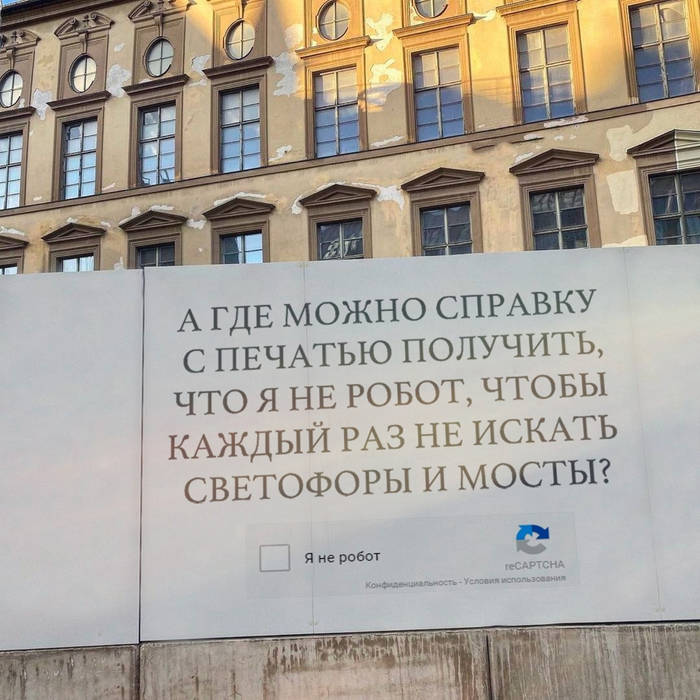 А ГДЕ МОЖНО СПРАВКУ
С ПЕЧАТЬЮ ПОЛУЧИТЬ,
ЧТО Я НЕ РОБОТ, ЧТОБЫ
КАЖДЫЙ РАЗ НЕ ИСКАТЬ
СВЕТОФОРЫ И МОСТЫ?
Я не робот
reCAPTCHA
Конфиденциальность - Условия использования